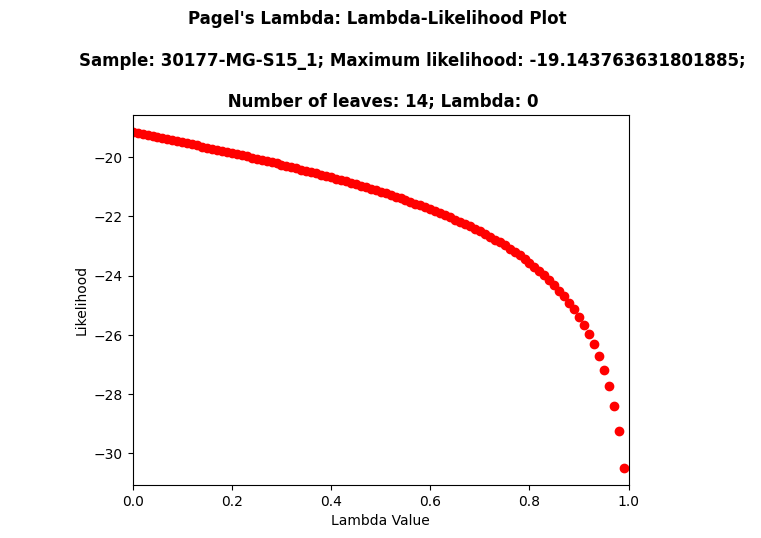 Pagel's Lambda: Lambda-Likelihood Plot
Sample: 30177-MG-S15_1; Maximum likelihood: -19.143763631801885;
Number of leaves: 14; Lambda: 0
−20
−22
−24
−26
−28
−30
Likelihood
0.0 0.2 0.4 0.6 0.8 1.0
Lambda Value